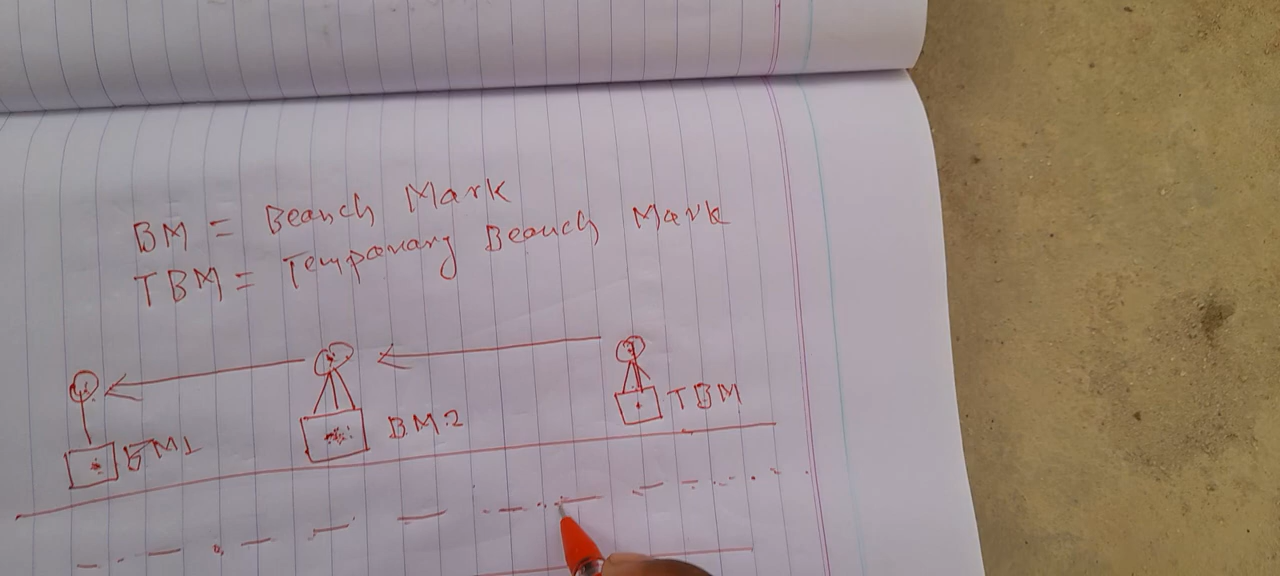 BM = Beanch Mark
TBM = Temporary Beanch Mark
BM1
BM2
TBM